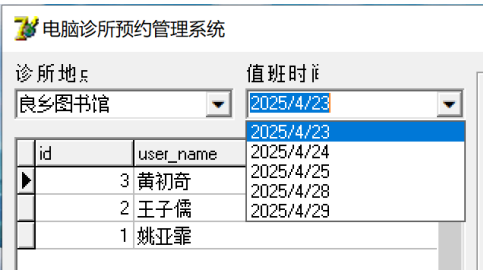 电脑诊所预约管理系统
诊所地点
值班时间
良乡图书馆
2025/4/23
2025/4/23
2025/4/24
2025/4/25
2025/4/28
2025/4/29
id user_name
3 黄初奇
2 王子儒
1 姚亚霏